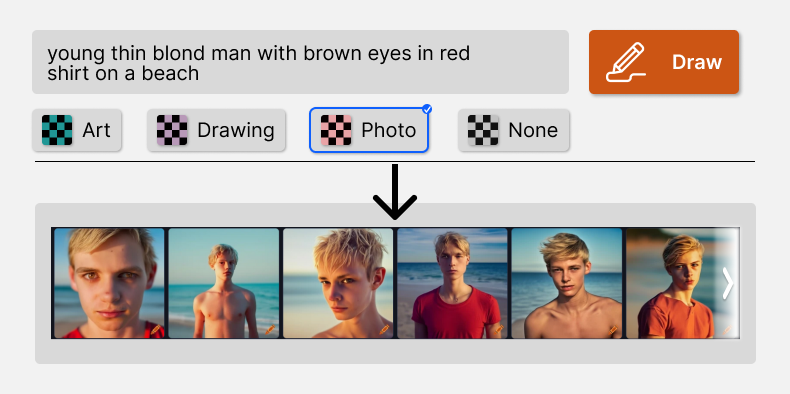 young thin blond man with brown eyes in red
shirt on a beach
Draw
Art
Drawing
Photo
None